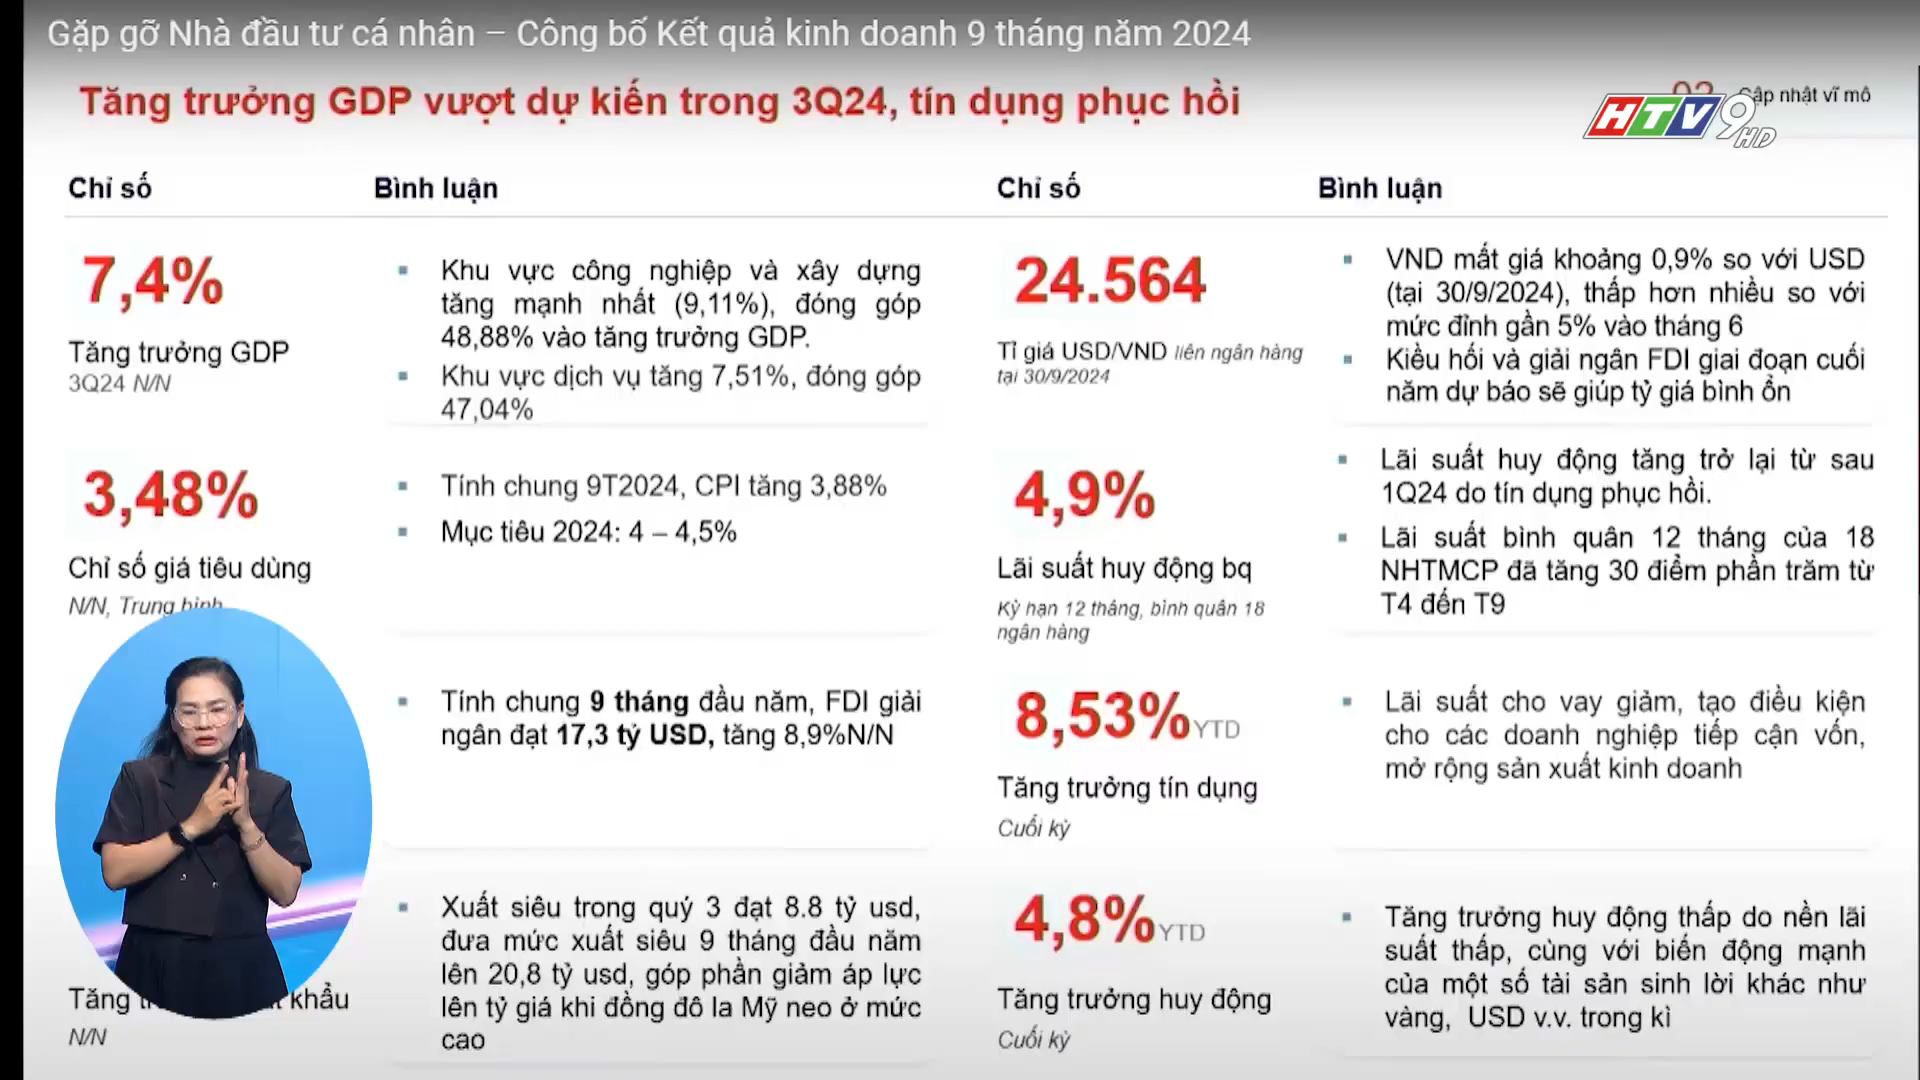 Gặp gỡ Nhà đầu tư cá nhân – Công bố Kết quả kinh doanh 9 tháng năm 2024
Tăng trưởng GDP vượt dự kiến trong 3Q24, tín dụng phục hồi
Cập nhật vĩ mô
HTV9
HD
Chỉ số
Bình luận
7,4%
Tăng trưởng GDP
3Q24 N/N
Khu vực công nghiệp và xây dựng
tăng mạnh nhất (9,11%), đóng góp
48,88% vào tăng trưởng GDP.
Khu vực dịch vụ tăng 7,51%, đóng góp
47,04%
3,48%
Chỉ số giá tiêu dùng
N/N, Trung bình
Tính chung 9T2024, CPI tăng 3,88%
Mục tiêu 2024: 4 – 4,5%
Tính chung 9 tháng đầu năm, FDI giải
ngân đạt 17,3 tỷ USD, tăng 8,9%N/N
Tăng khẩu
N/N
Xuất siêu trong quý 3 đạt 8.8 tỷ usd,
đưa mức xuất siêu 9 tháng đầu năm
lên 20,8 tỷ usd, góp phần giảm áp lực
lên tỷ giá khi đồng đô la Mỹ neo ở mức
cao
Chỉ số
Bình luận
24.564
Tỉ giá USD/VND liên ngân hàng
tại 30/9/2024
VND mất giá khoảng 0,9% so với USD
(tại 30/9/2024), thấp hơn nhiều so với
mức đỉnh gần 5% vào tháng 6
Kiều hối và giải ngân FDI giai đoạn cuối
năm dự báo sẽ giúp tỷ giá bình ổn
4,9%
Lãi suất huy động bq
Kỳ hạn 12 tháng, bình quân 18
ngân hàng
Lãi suất huy động tăng trở lại từ sau
1Q24 do tín dụng phục hồi.
Lãi suất bình quân 12 tháng của 18
NHTMCP đã tăng 30 điểm phần trăm từ
T4 đến T9
8,53% YTD
Tăng trưởng tín dụng
Cuối kỳ
Lãi suất cho vay giảm, tạo điều kiện
cho các doanh nghiệp tiếp cận vốn,
mở rộng sản xuất kinh doanh
4,8% YTD
Tăng trưởng huy động
Cuối kỳ
Tăng trưởng huy động thấp do nền lãi
suất thấp, cùng với biến động mạnh
của một số tài sản sinh lời khác như
vàng, USD v.v. trong kì